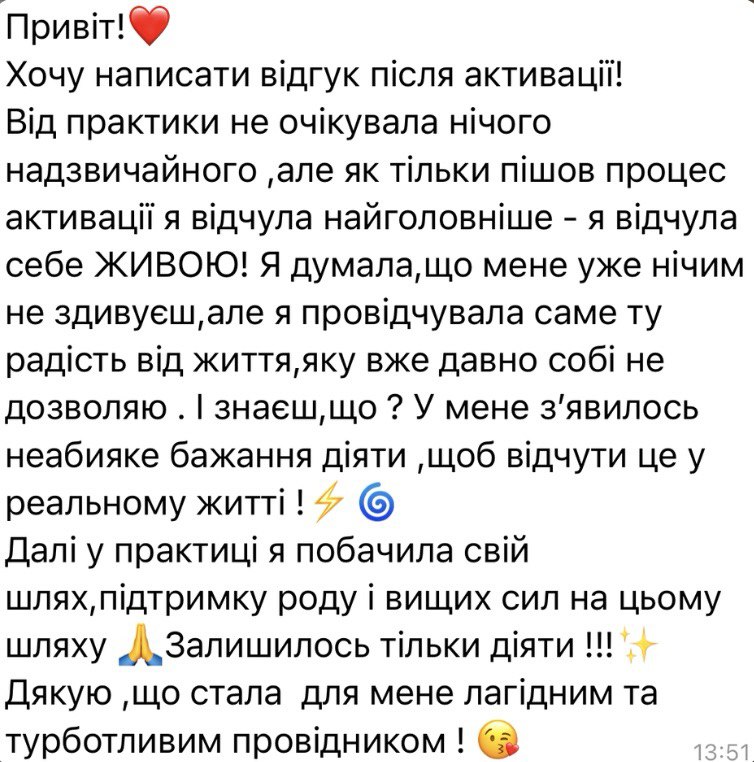 Привіт!❤️
Хочу написати відгук після активації!
Від практики не очікувала нічого
надзвичайного ,але як тільки пішов процес
активації я відчула найголовніше - я відчула
себе ЖИВОЮ! Я думала,що мене уже нічим
не здивуєш,але я провідчувала саме ту
радість від життя,яку вже давно собі не
дозволяю . І знаєш,що ? У мене з’явилось
неабияке бажання діяти ,щоб відчути це у
реальному житті ! ⚡️ 🌀
Далі у практиці я побачила свій
шлях,підтримку роду і вищих сил на цьому
шляху 🙏Залишилось тільки діяти !!! ✨
Дякую ,що стала  для мене лагідним та
турботливим провідником ! 😘
13:51